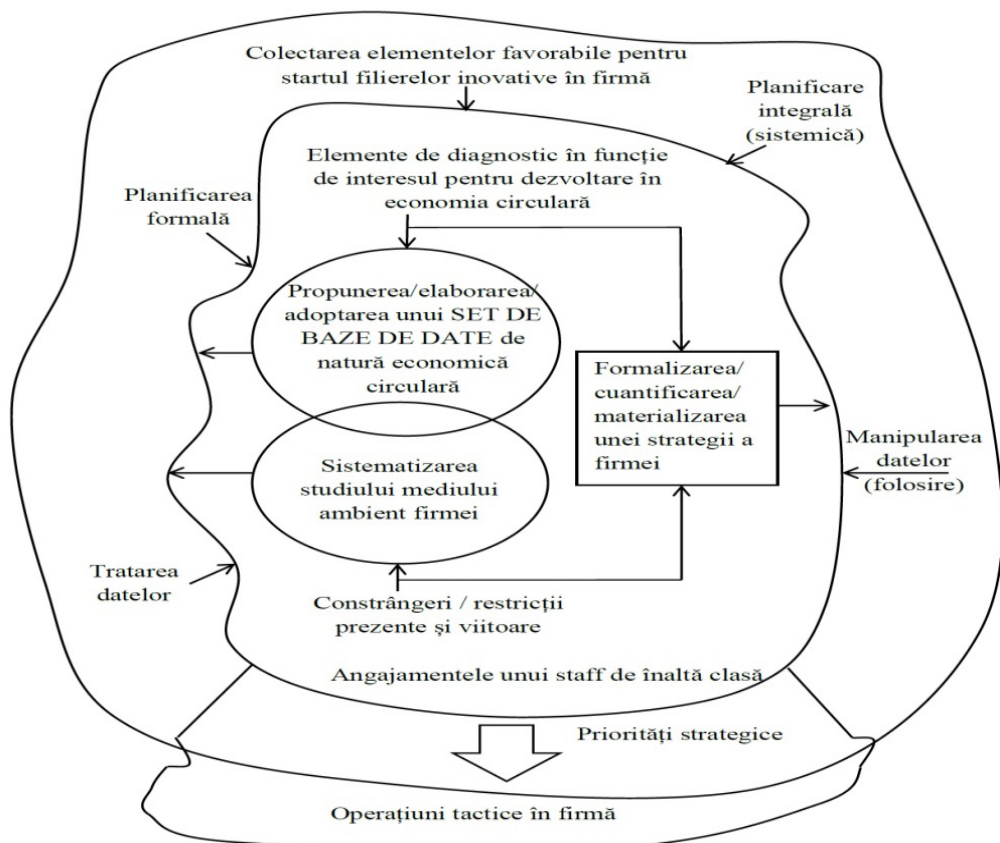 Colectarea elementelor favorabile pentru
startul filierelor inovative în firmă
Planificare
integrală
(sistemică)
Elemente de diagnostic în funcție
de interesul pentru dezvoltare în
economia circulară
Planificarea
formală
Propunerea/elaborarea/
adoptarea unui SET DE
BAZE DE DATE de
natură economică
circulară
Formalizarea/
cuantificarea/
materializarea
unei strategii a
firmei
Manipularea
datelor
(folosire)
Sistematizarea
studiului mediului
ambient firmei
Tratarea
datelor
Constrângeri / restricții
prezente și viitoare
Angajamentele unui staff de înaltă clasă
Priorități strategice
Operațiuni tactice în firmă